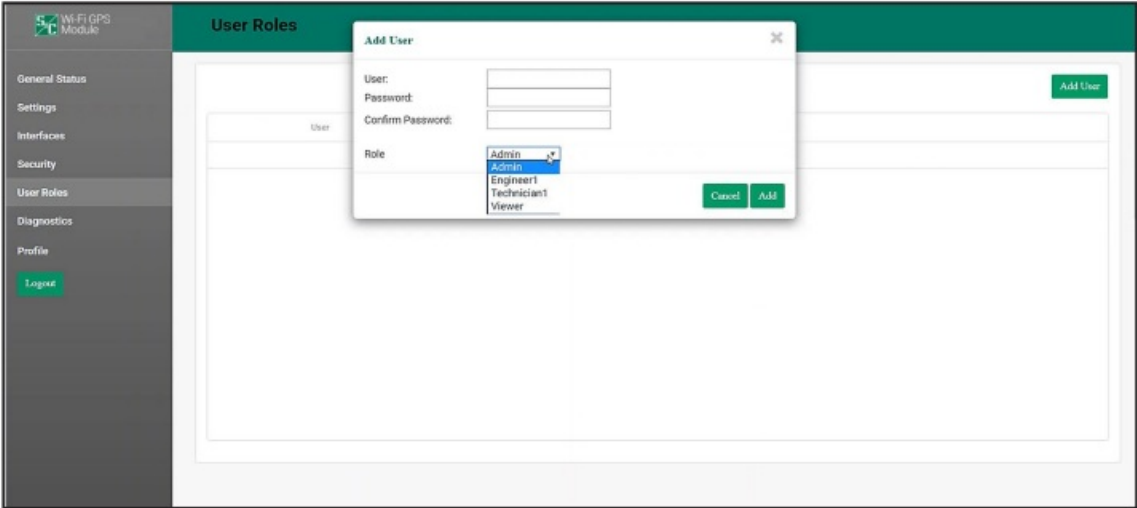 S&C Wi-Fi GPS
Module
User Roles
General Status
Settings
Interfaces
Security
User Roles
Diagnostics
Profile
Logout
Add User
User
Add User
User:
Password:
Confirm Password:
Role
Admin
Admin
Engineer1
Technician1
Viewer
Cancel
Add